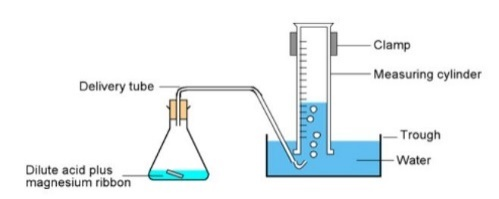 Clamp
Measuring cylinder
Delivery tube
Trough
Water
Dilute acid plus
magnesium ribbon